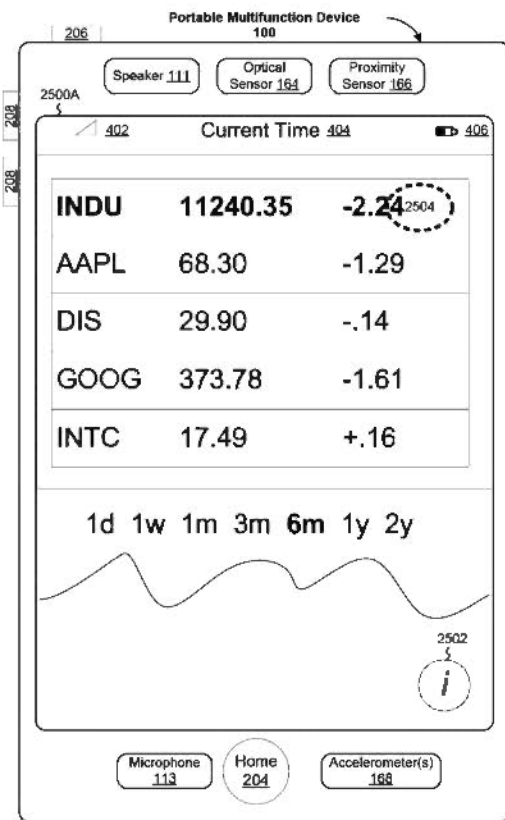 Portable Multifunction Device
100
206
Speaker 111
Optical
Sensor 164
Proximity
Sensor 166
2500A
208
208
402
Current Time 404
406
INDU 11240.35 -2.24
2504
AAPL 68.30 -1.29
DIS 29.90 -.14
GOOG 373.78 -1.61
INTC 17.49 +.16
1d 1w 1m 3m 6m 1y 2y
2502
i
Microphone
113
Home
204
Accelerometer(s)
168